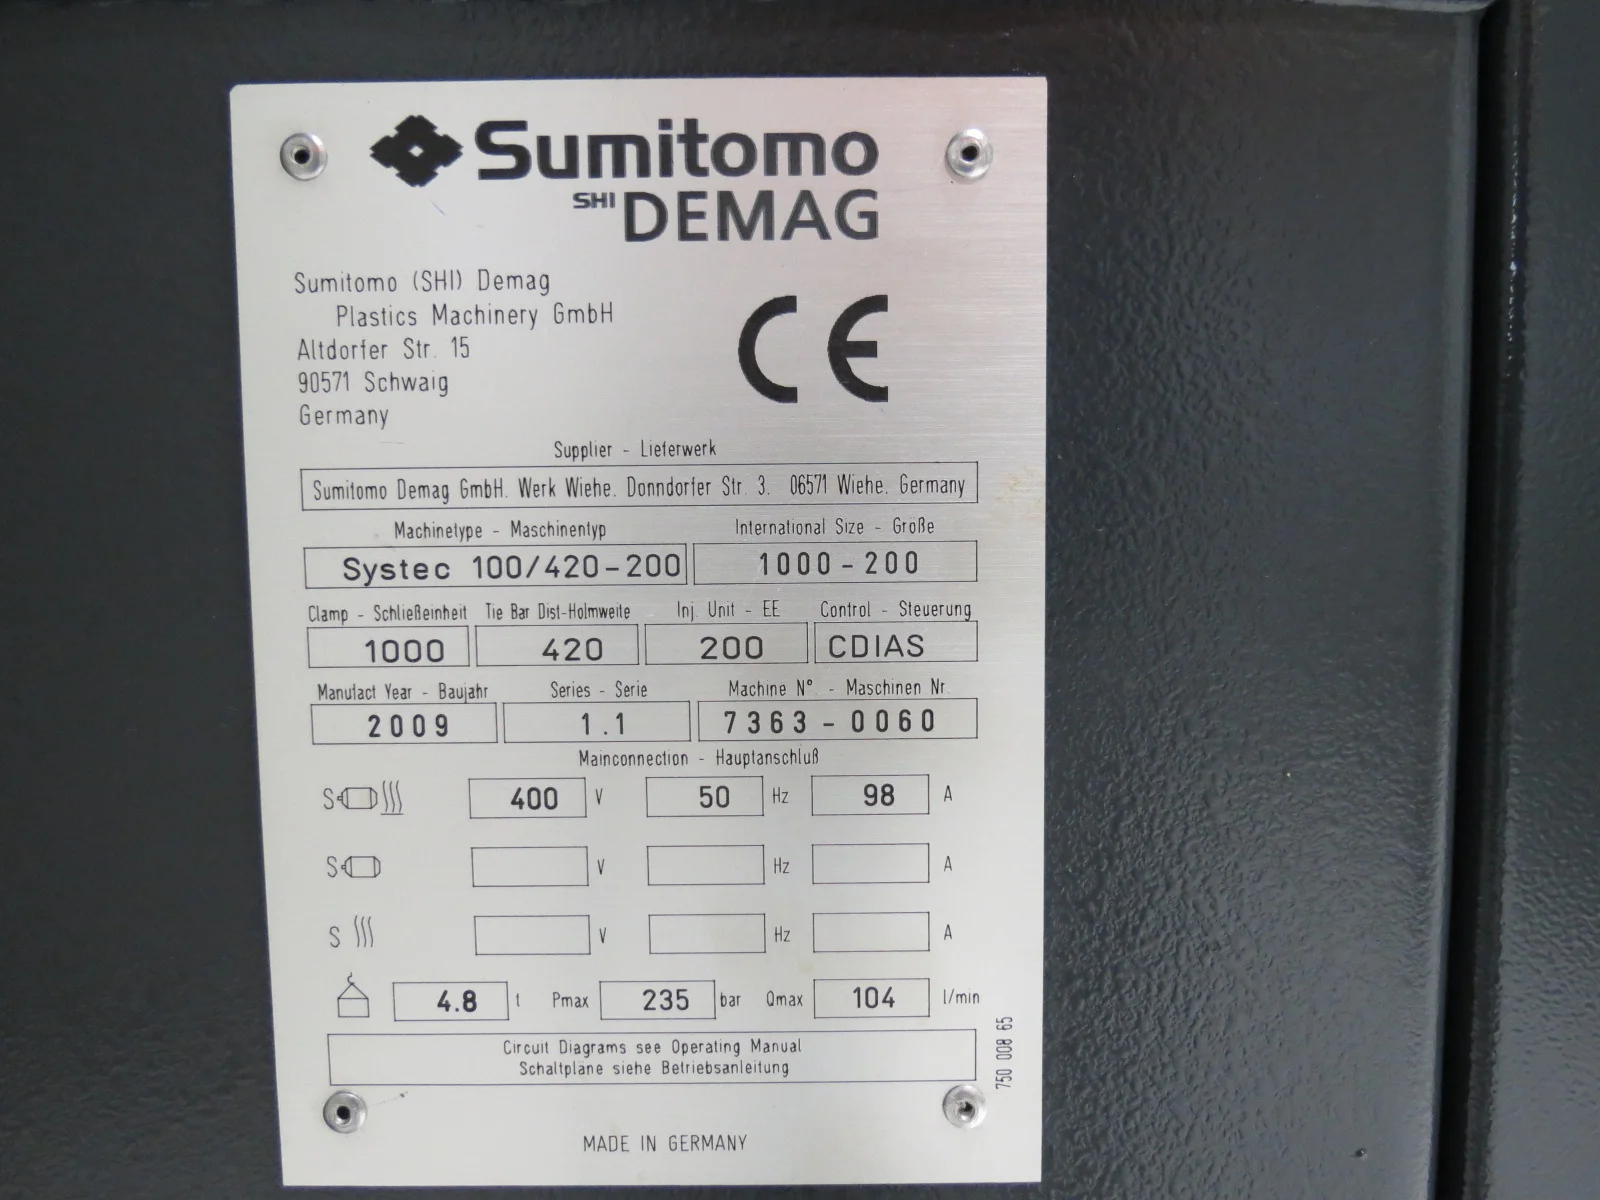 Sumitomo
SHI DEMAG
Sumitomo (SHI) Demag
Plastics Machinery GmbH
Altdorfer Str. 15
90571 Schwaig
Germany
CE
Supplier - Lieferwerk
Sumitomo Demag GmbH. Werk Wiehe. Donndorfer Str. 3. 06571 Wiehe. Germany
Machinetype - Maschinentyp International Size - Größe
Systec 100/420-200 1000-200
Clamp - Schließeinheit Tie Bar Dist-Holmweite Inj. Unit - EE Control - Steuerung
1000 420 200 CDIAS
Manufact Year - Baujahr Series - Serie Machine N° - Maschinen Nr.
2009 1.1 7363-0060
Mainconnection - Hauptanschluß
S 400 V 50 Hz 98 A
S V Hz A
S V Hz A
4.8 t Pmax 235 bar Qmax 104 l/min
Circuit Diagrams see Operating Manual
Schaltpläne siehe Betriebsanleitung
750 008 65
MADE IN GERMANY